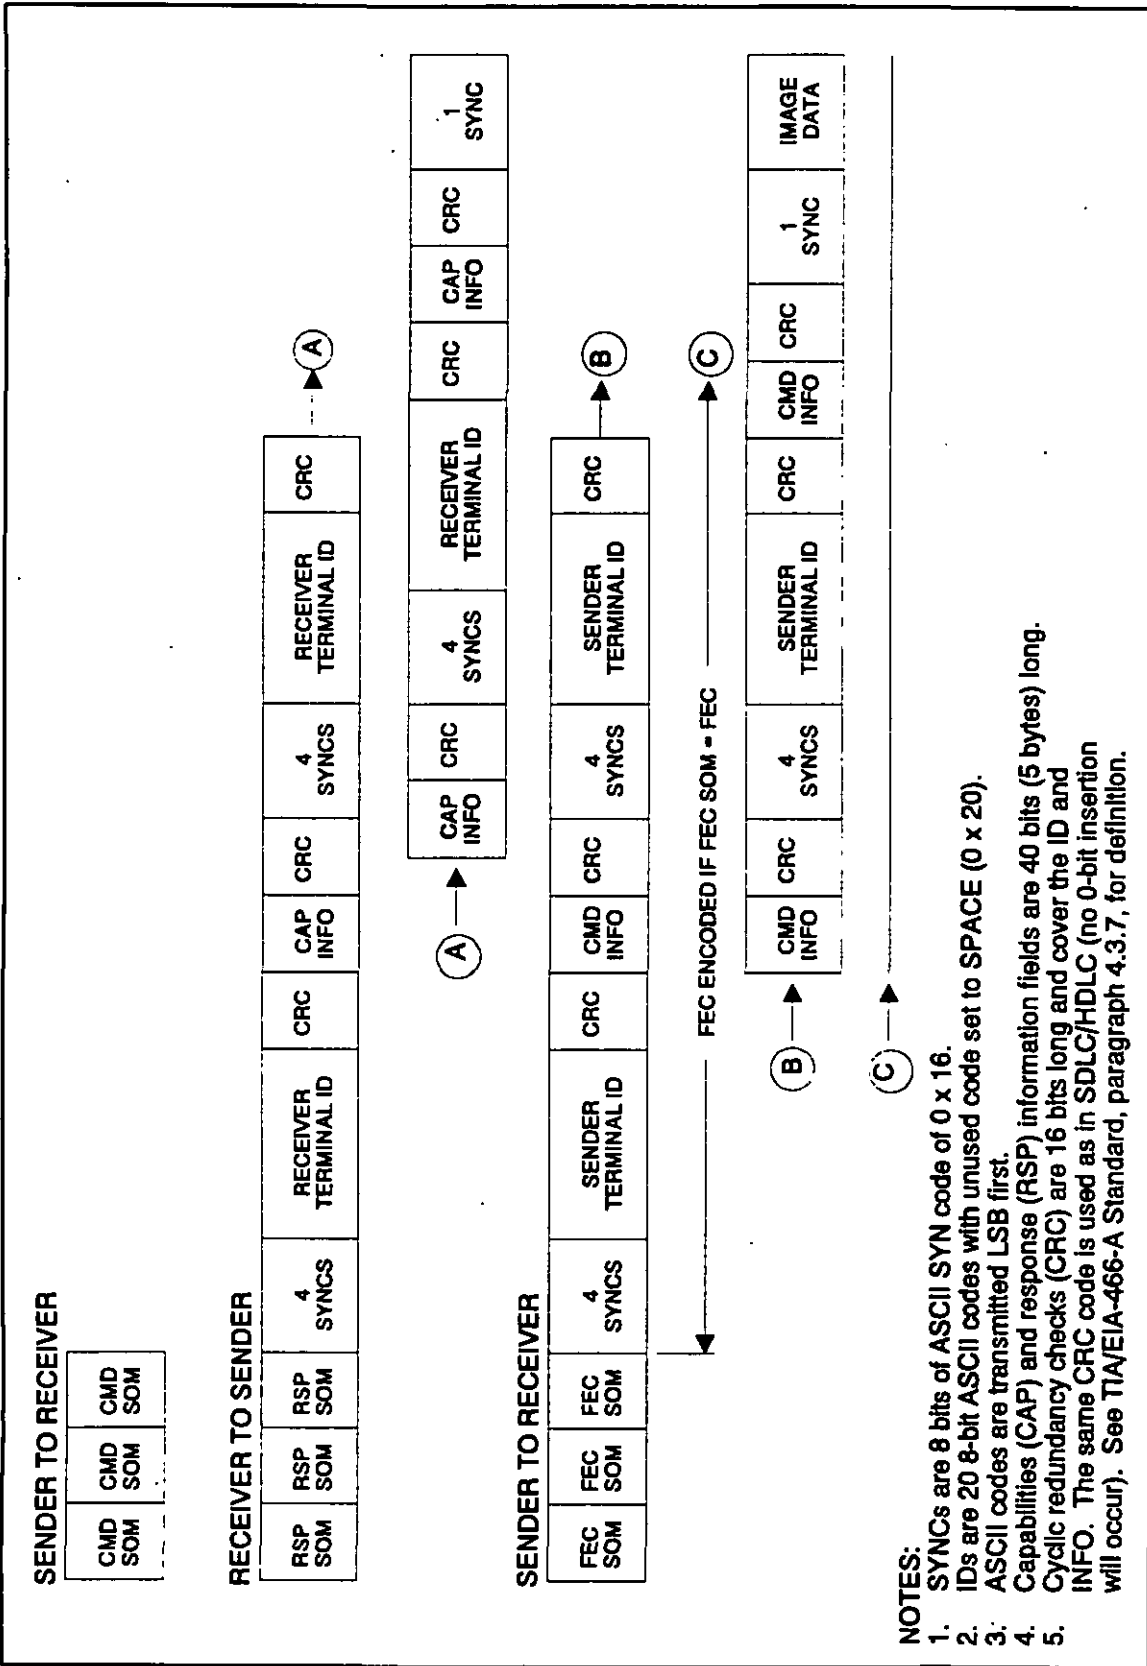 SENDER TO RECEIVER
CMD SOM
CMD SOM
CMD SOM
RECEIVER TO SENDER
RSP SOM
RSP SOM
RSP SOM
4 SYNCS
RECEIVER TERMINAL ID
CRC
CAP INFO
CRC
4 SYNCS
RECEIVER TERMINAL ID
CRC
A
A
CAP INFO
CRC
4 SYNCS
RECEIVER TERMINAL ID
CRC
CAP INFO
CRC
1 SYNC
SENDER TO RECEIVER
FEC SOM
FEC SOM
FEC SOM
4 SYNCS
SENDER TERMINAL ID
CRC
CMD INFO
CRC
4 SYNCS
SENDER TERMINAL ID
CRC
B
FEC ENCODED IF FEC SOM = FEC
C
B
CMD INFO
CRC
4 SYNCS
SENDER TERMINAL ID
CRC
CMD INFO
CRC
1 SYNC
IMAGE DATA
C
NOTES:
1. SYNCs are 8 bits of ASCII SYN code of 0 x 16.
2. IDs are 20 8-bit ASCII codes with unused code set to SPACE (0 x 20).
3. ASCII codes are transmitted LSB first.
4. Capabilities (CAP) and response (RSP) information fields are 40 bits (5 bytes) long.
5. Cyclic redundancy checks (CRC) are 16 bits long and cover the ID and
INFO. The same CRC code is used as in SDLC/HDLC (no 0-bit insertion
will occur). See TIA/EIA-466-A Standard, paragraph 4.3.7, for definition.